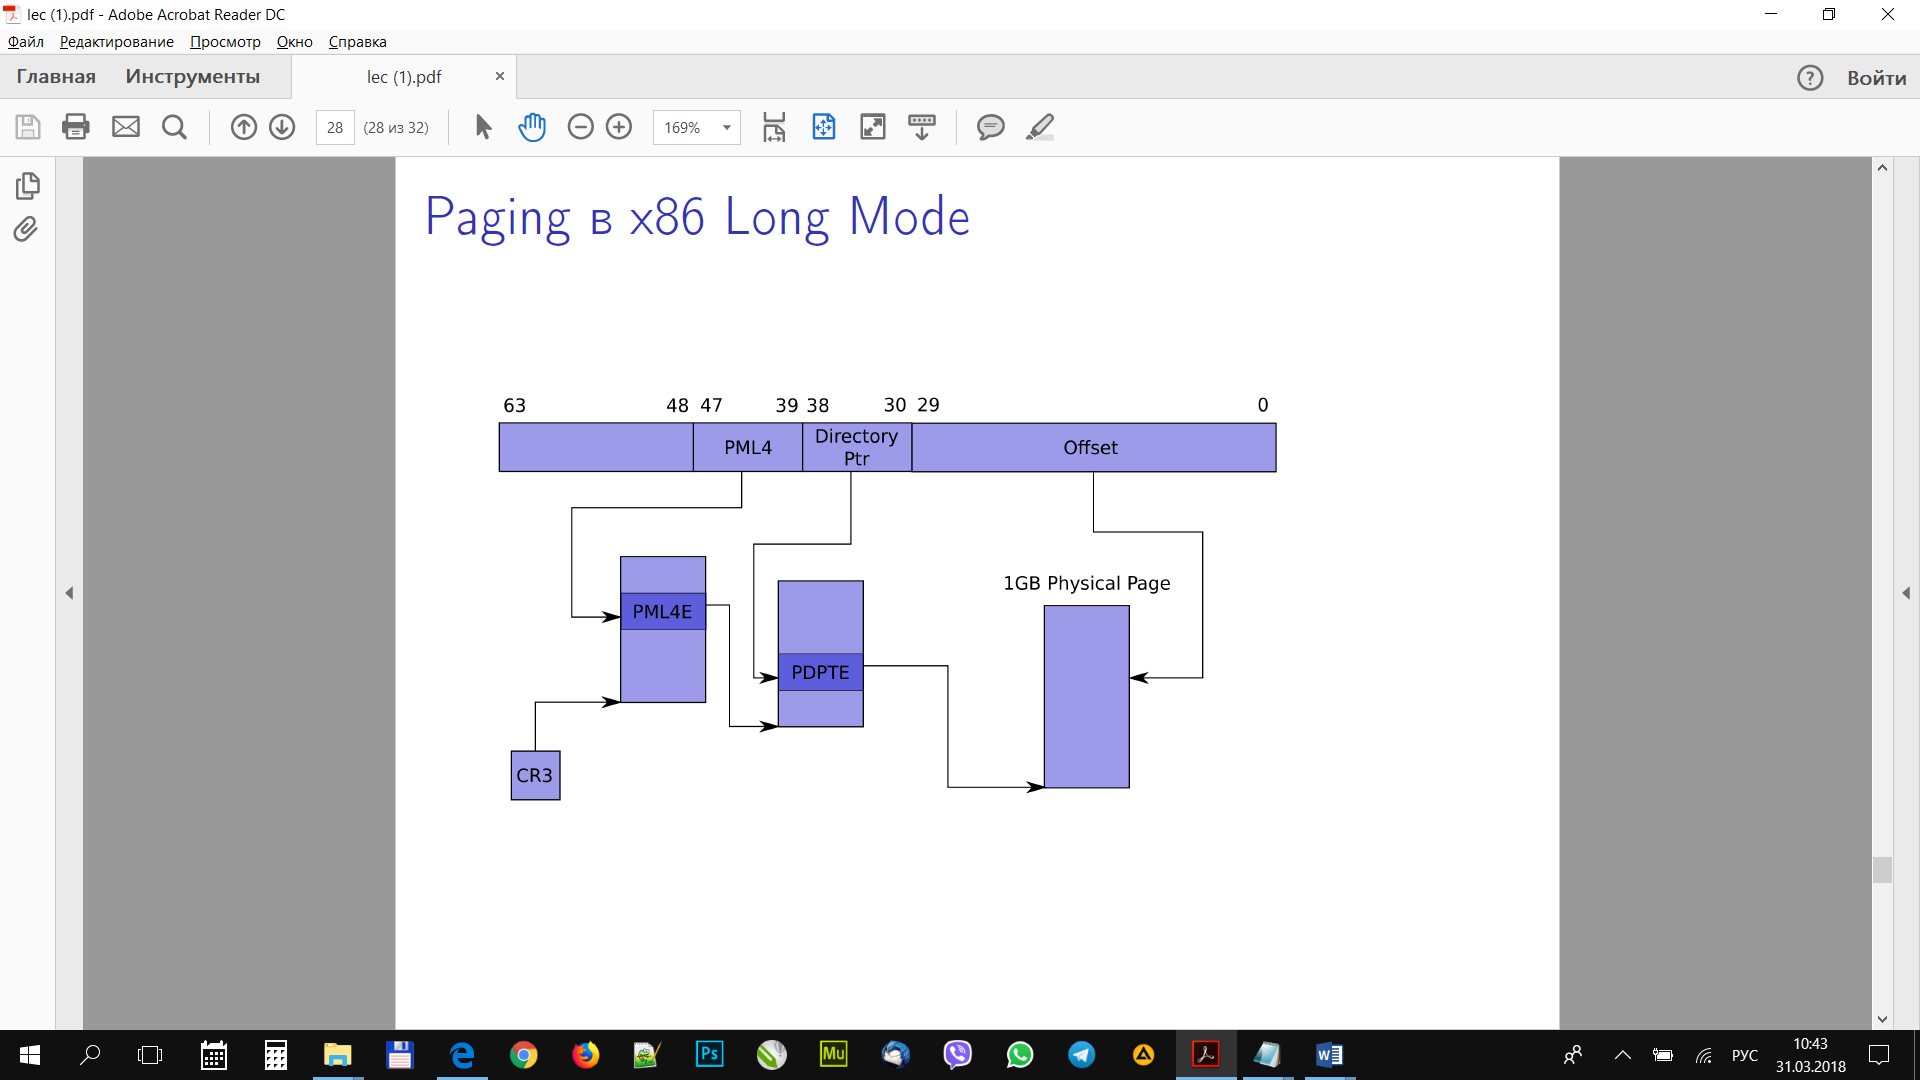 lec (1).pdf - Adobe Acrobat Reader DC
Файл Редактирование Просмотр Окно Справка
Главная Инструменты lec (1).pdf × ? Войти
28 (28 из 32) 169%
Paging в x86 Long Mode
63 48 47 39 38 30 29 0
PML4 Directory Ptr Offset
1GB Physical Page
PML4E
PDPTE
CR3
Ps Mu РУС 10:43
31.03.2018